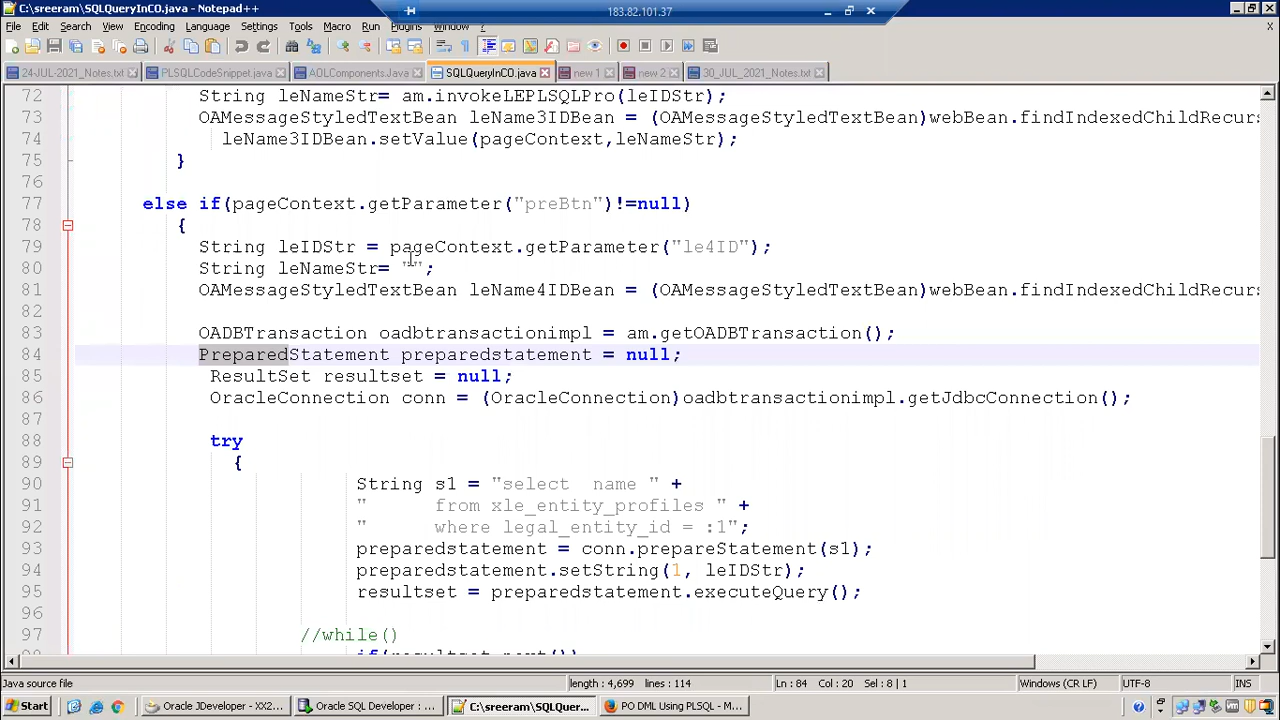 C:\sreeram\SQLQueryInCO.java - Notepad++
183.82.101.37
File Edit Search View Encoding Language Settings Tools Macro Run Plugins Window ?
X
24-JUL-2021_Notes.txt PLSQLCodeSnippet.java AOLComponents.Java SQLQueryInCO.java new 1 new 2 30_JUL_2021_Notes.txt
72 String leNameStr= am.invokeLEPLSQLPro(leIDStr);
73 OAMessageStyledTextBean leName3IDBean = (OAMessageStyledTextBean)webBean.findIndexedChildRecurs
74 leName3IDBean.setValue(pageContext,leNameStr);
75 }
76
77 else if(pageContext.getParameter("preBtn")!=null)
78 {
79 String leIDStr = pageContext.getParameter("le4ID");
80 String leNameStr= "";
81 OAMessageStyledTextBean leName4IDBean = (OAMessageStyledTextBean)webBean.findIndexedChildRecurs
82
83 OADBTransaction oadbtransactionimpl = am.getOADBTransaction();
84 PreparedStatement preparedstatement = null;
85 ResultSet resultset = null;
86 OracleConnection conn = (OracleConnection)oadbtransactionimpl.getJdbcConnection();
87
88 try
89 {
90 String s1 = "select  name " +
91 "      from xle_entity_profiles " +
92 "      where legal_entity_id = :1";
93 preparedstatement = conn.prepareStatement(s1);
94 preparedstatement.setString(1, leIDStr);
95 resultset = preparedstatement.executeQuery();
96
97 //while()
98 if(resultset.next())
Java source file length : 4,699 lines : 114 Ln : 84 Col : 20 Sel : 8 | 1 Windows (CR LF) UTF-8 INS
Start Oracle JDeveloper - XX2... Oracle SQL Developer : ... C:\sreeram\SQLQuer... PO DML Using PLSQL - M...